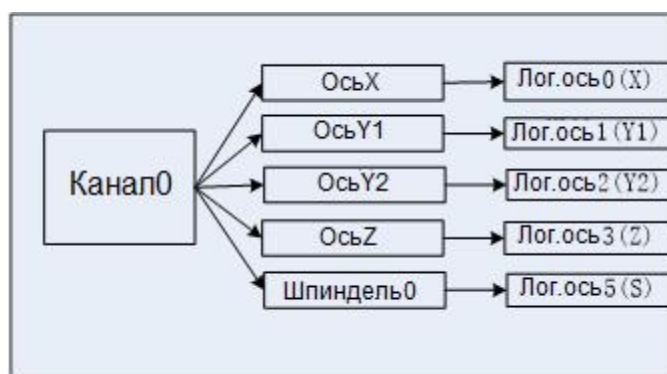 ОсьX
Лог.ось0(X)
ОсьY1
Лог.ось1(Y1)
Канал0
ОсьY2
Лог.ось2(Y2)
ОсьZ
Лог.ось3(Z)
Шпиндель0
Лог.ось5(S)